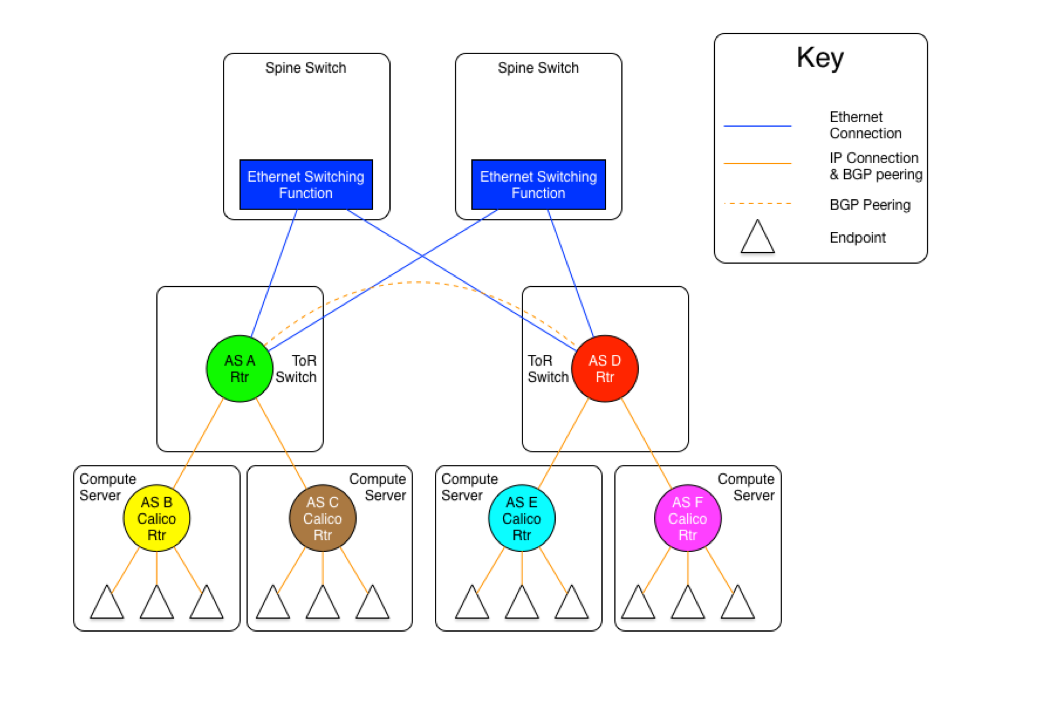 Spine Switch
Spine Switch
Ethernet Switching
Function
Ethernet Switching
Function
Key
Ethernet
Connection
IP Connection
& BGP peering
BGP Peering
Endpoint
AS A
Rtr
ToR
Switch
ToR
Switch
AS D
Rtr
Compute
Server
AS B
Calico
Rtr
Compute
Server
AS C
Calico
Rtr
Compute
Server
AS E
Calico
Rtr
Compute
Server
AS F
Calico
Rtr